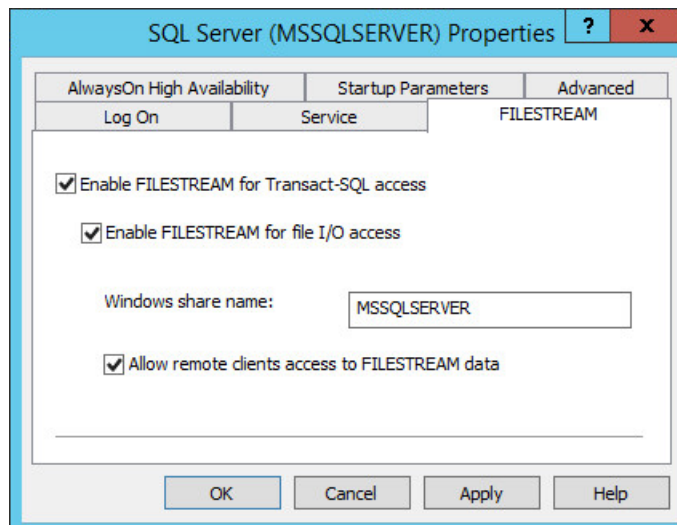 SQL Server (MSSQLSERVER) Properties ? x
AlwaysOn High Availability Startup Parameters Advanced
Log On Service FILESTREAM
Enable FILESTREAM for Transact-SQL access
Enable FILESTREAM for file I/O access
Windows share name: MSSQLSERVER
Allow remote clients access to FILESTREAM data
OK Cancel Apply Help